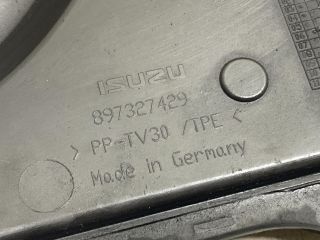 ISUZU
897327429
> PP-TV30 /TPE <
Made in Germany